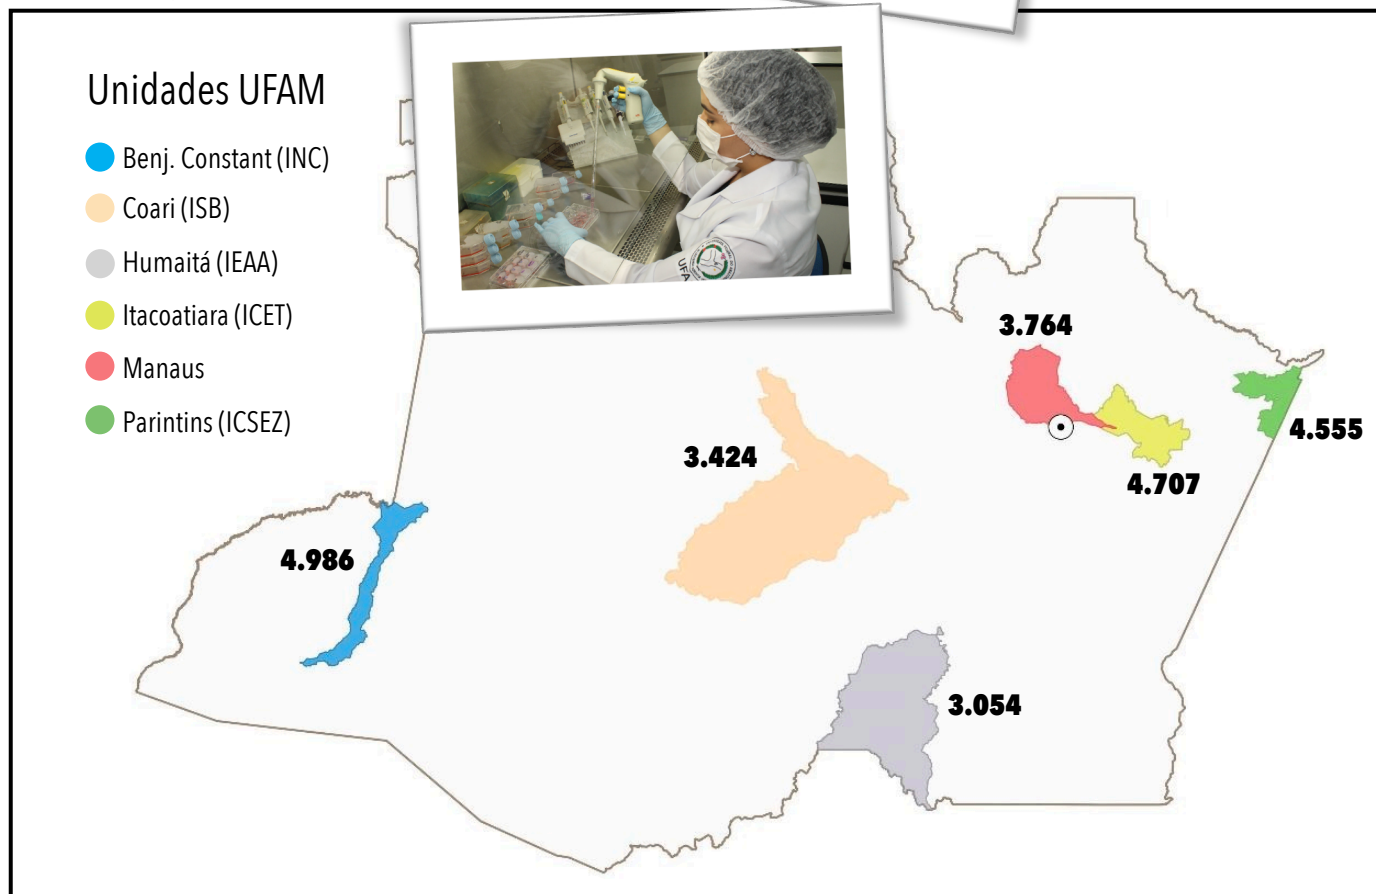 Unidades UFAM
Benj. Constant (INC)
Coari (ISB)
Humaitá (IEAA)
Itacoatiara (ICET)
Manaus
Parintins (ICSEZ)
3.764
4.555
3.424
4.707
4.986
3.054
UFA